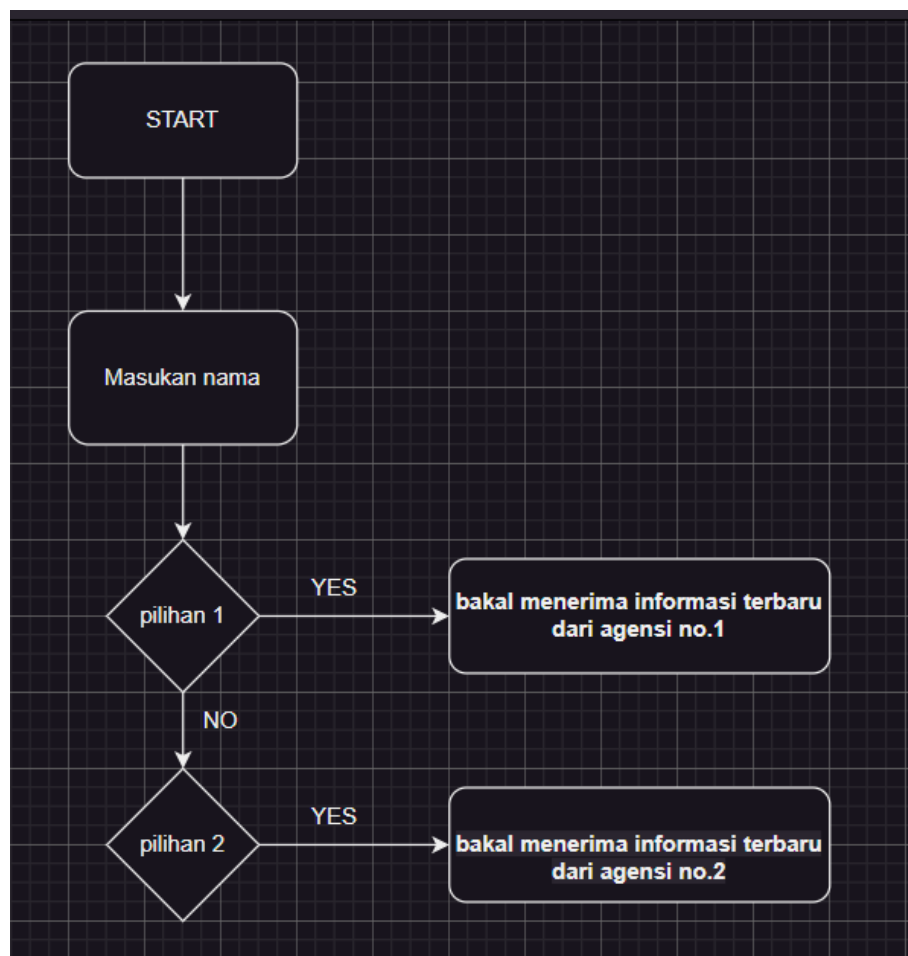 START
Masukan nama
pilihan 1
YES
bakal menerima informasi terbaru
dari agensi no.1
NO
pilihan 2
YES
bakal menerima informasi terbaru
dari agensi no.2